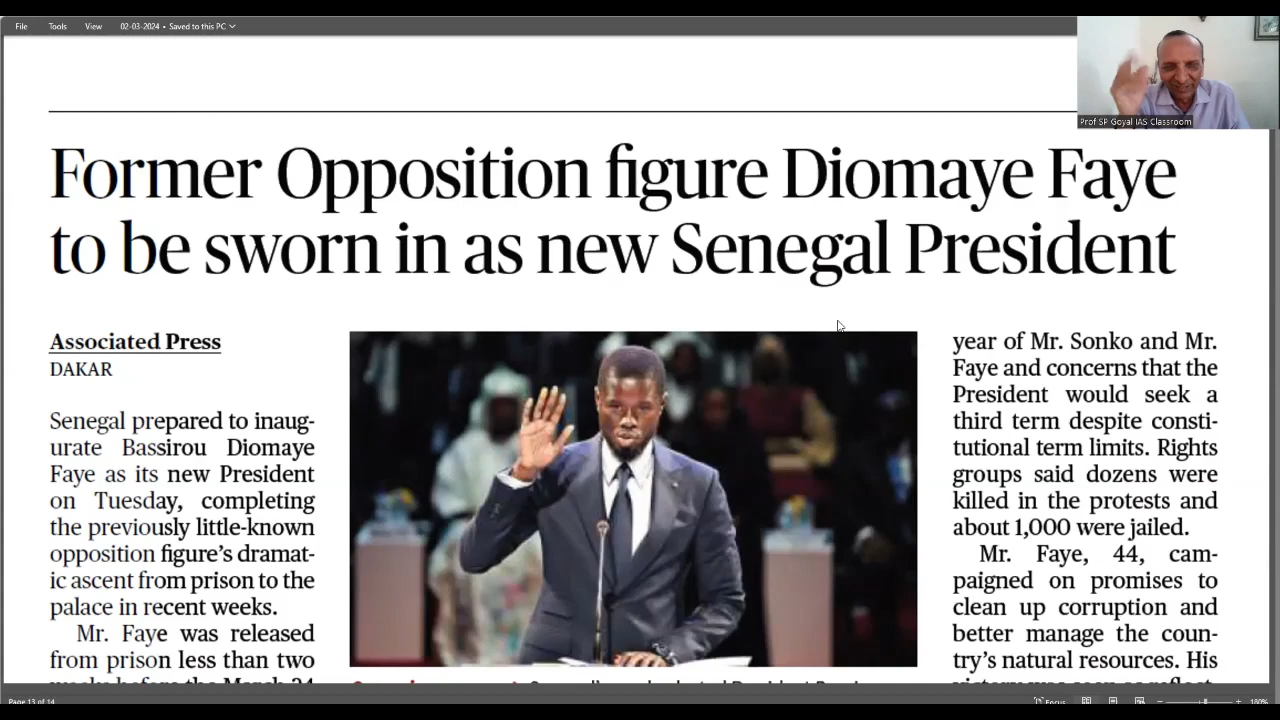 File Tools View 02-03-2024 • Saved to this PC
Prof SP Goyal IAS Classroom
Former Opposition figure Diomaye Faye
to be sworn in as new Senegal President
Associated Press
DAKAR
Senegal prepared to inaug-
urate Bassirou Diomaye
Faye as its new President
on Tuesday, completing
the previously little-known
opposition figure's dramat-
ic ascent from prison to the
palace in recent weeks.
Mr. Faye was released
from prison less than two
year of Mr. Sonko and Mr.
Faye and concerns that the
President would seek a
third term despite consti-
tutional term limits. Rights
groups said dozens were
killed in the protests and
about 1,000 were jailed.
Mr. Faye, 44, cam-
paigned on promises to
clean up corruption and
better manage the coun-
try's natural resources. His
Page 13 of 14
Focus
180%